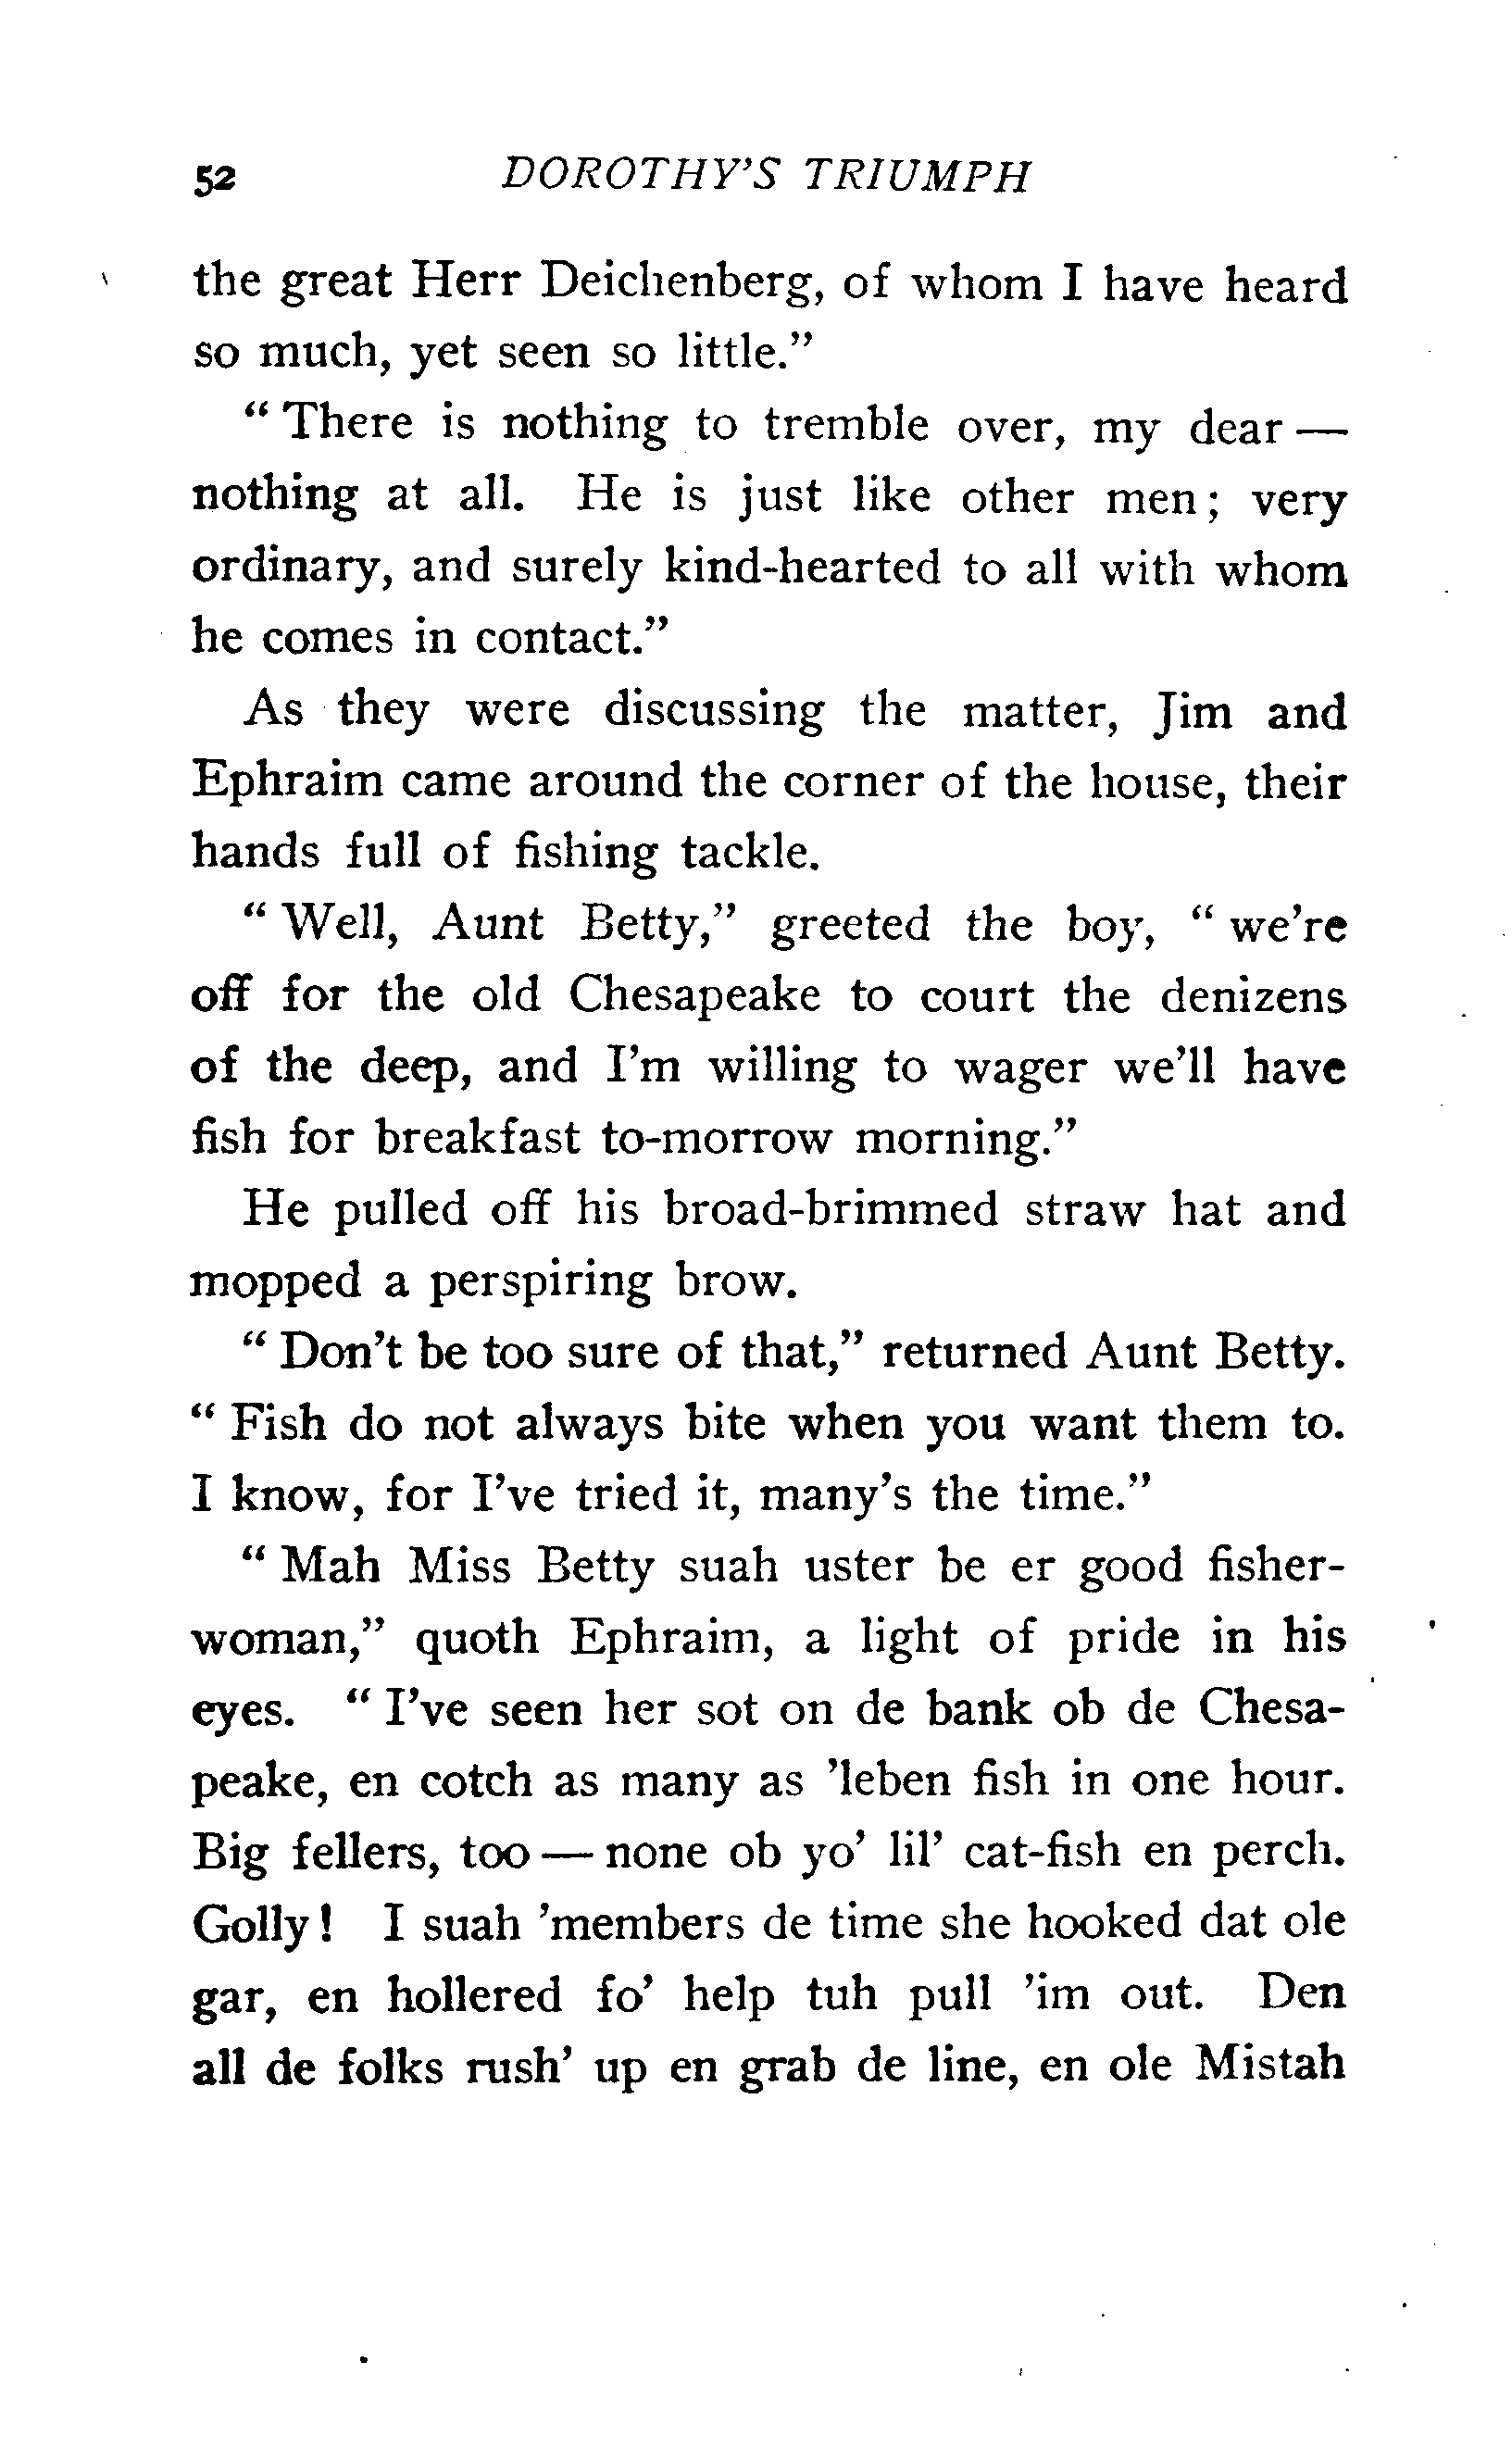 52 DOROTHY'S TRIUMPH
the great Herr Deichenberg, of whom I have heard
so much, yet seen so little."
" There is nothing to tremble over, my dear —
nothing at all. He is just like other men ; very
ordinary, and surely kind-hearted to all with whom
he comes in contact."
As they were discussing the matter, Jim and
Ephraim came around the corner of the house, their
hands full of fishing tackle.
" Well, Aunt Betty," greeted the boy, " we're
off for the old Chesapeake to court the denizens
of the deep, and I'm willing to wager we'll have
fish for breakfast to-morrow morning."
He pulled off his broad-brimmed straw hat and
mopped a perspiring brow.
" Don't be too sure of that," returned Aunt Betty.
" Fish do not always bite when you want them to.
I know, for I've tried it, many's the time."
" Mah Miss Betty suah uster be er good fisher-
woman," quoth Ephraim, a light of pride in his
eyes. " I've seen her sot on de bank ob de Chesa-
peake, en cotch as many as 'leben fish in one hour.
Big fellers, too — none ob yo' lil' cat-fish en perch.
Golly ! I suah 'members de time she hooked dat ole
gar, en hollered fo' help tuh pull 'im out. Den
all de folks rush' up en grab de line, en ole Mistah